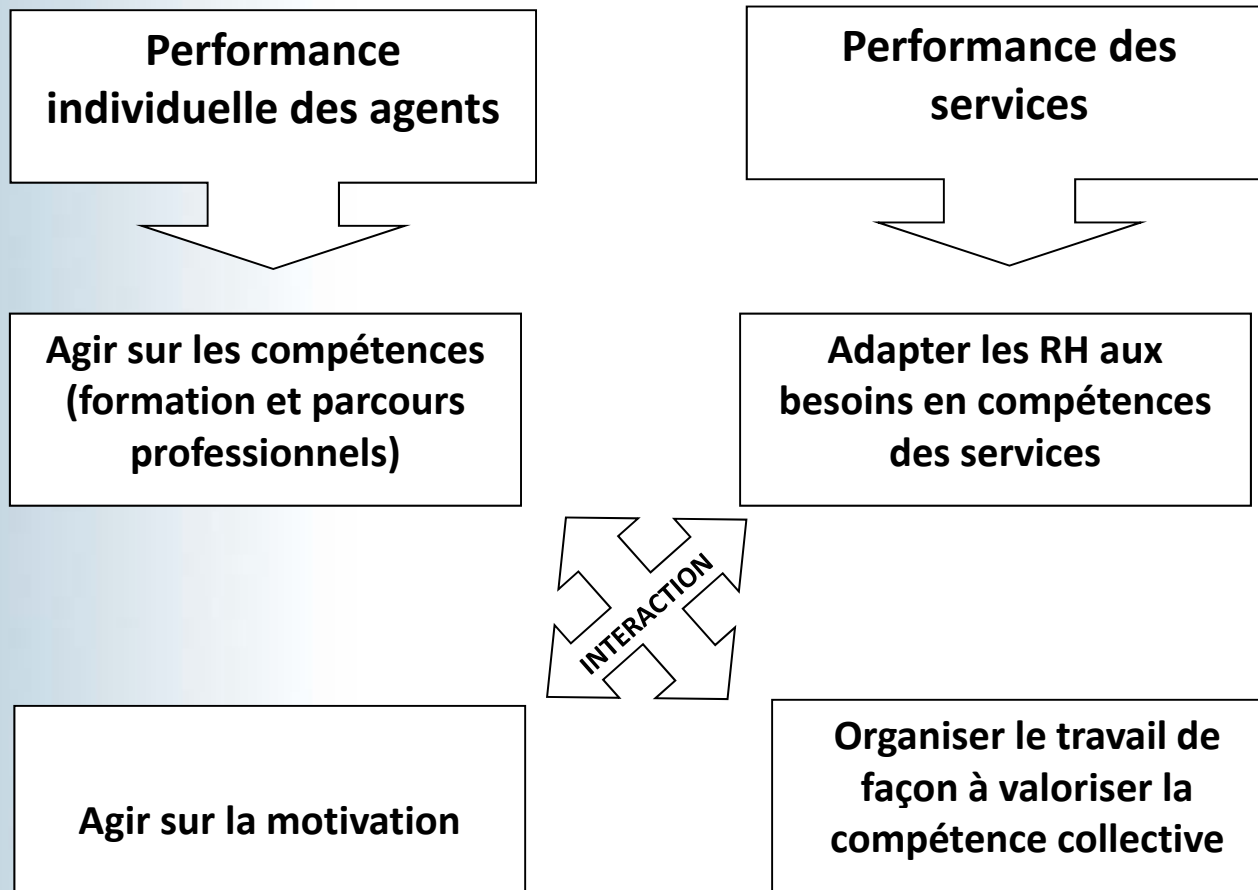 Performance
individuelle des agents
Performance des
services
Agir sur les compétences
(formation et parcours
professionnels)
Adapter les RH aux
besoins en compétences
des services
INTERACTION
Agir sur la motivation
Organiser le travail de
façon à valoriser la
compétence collective